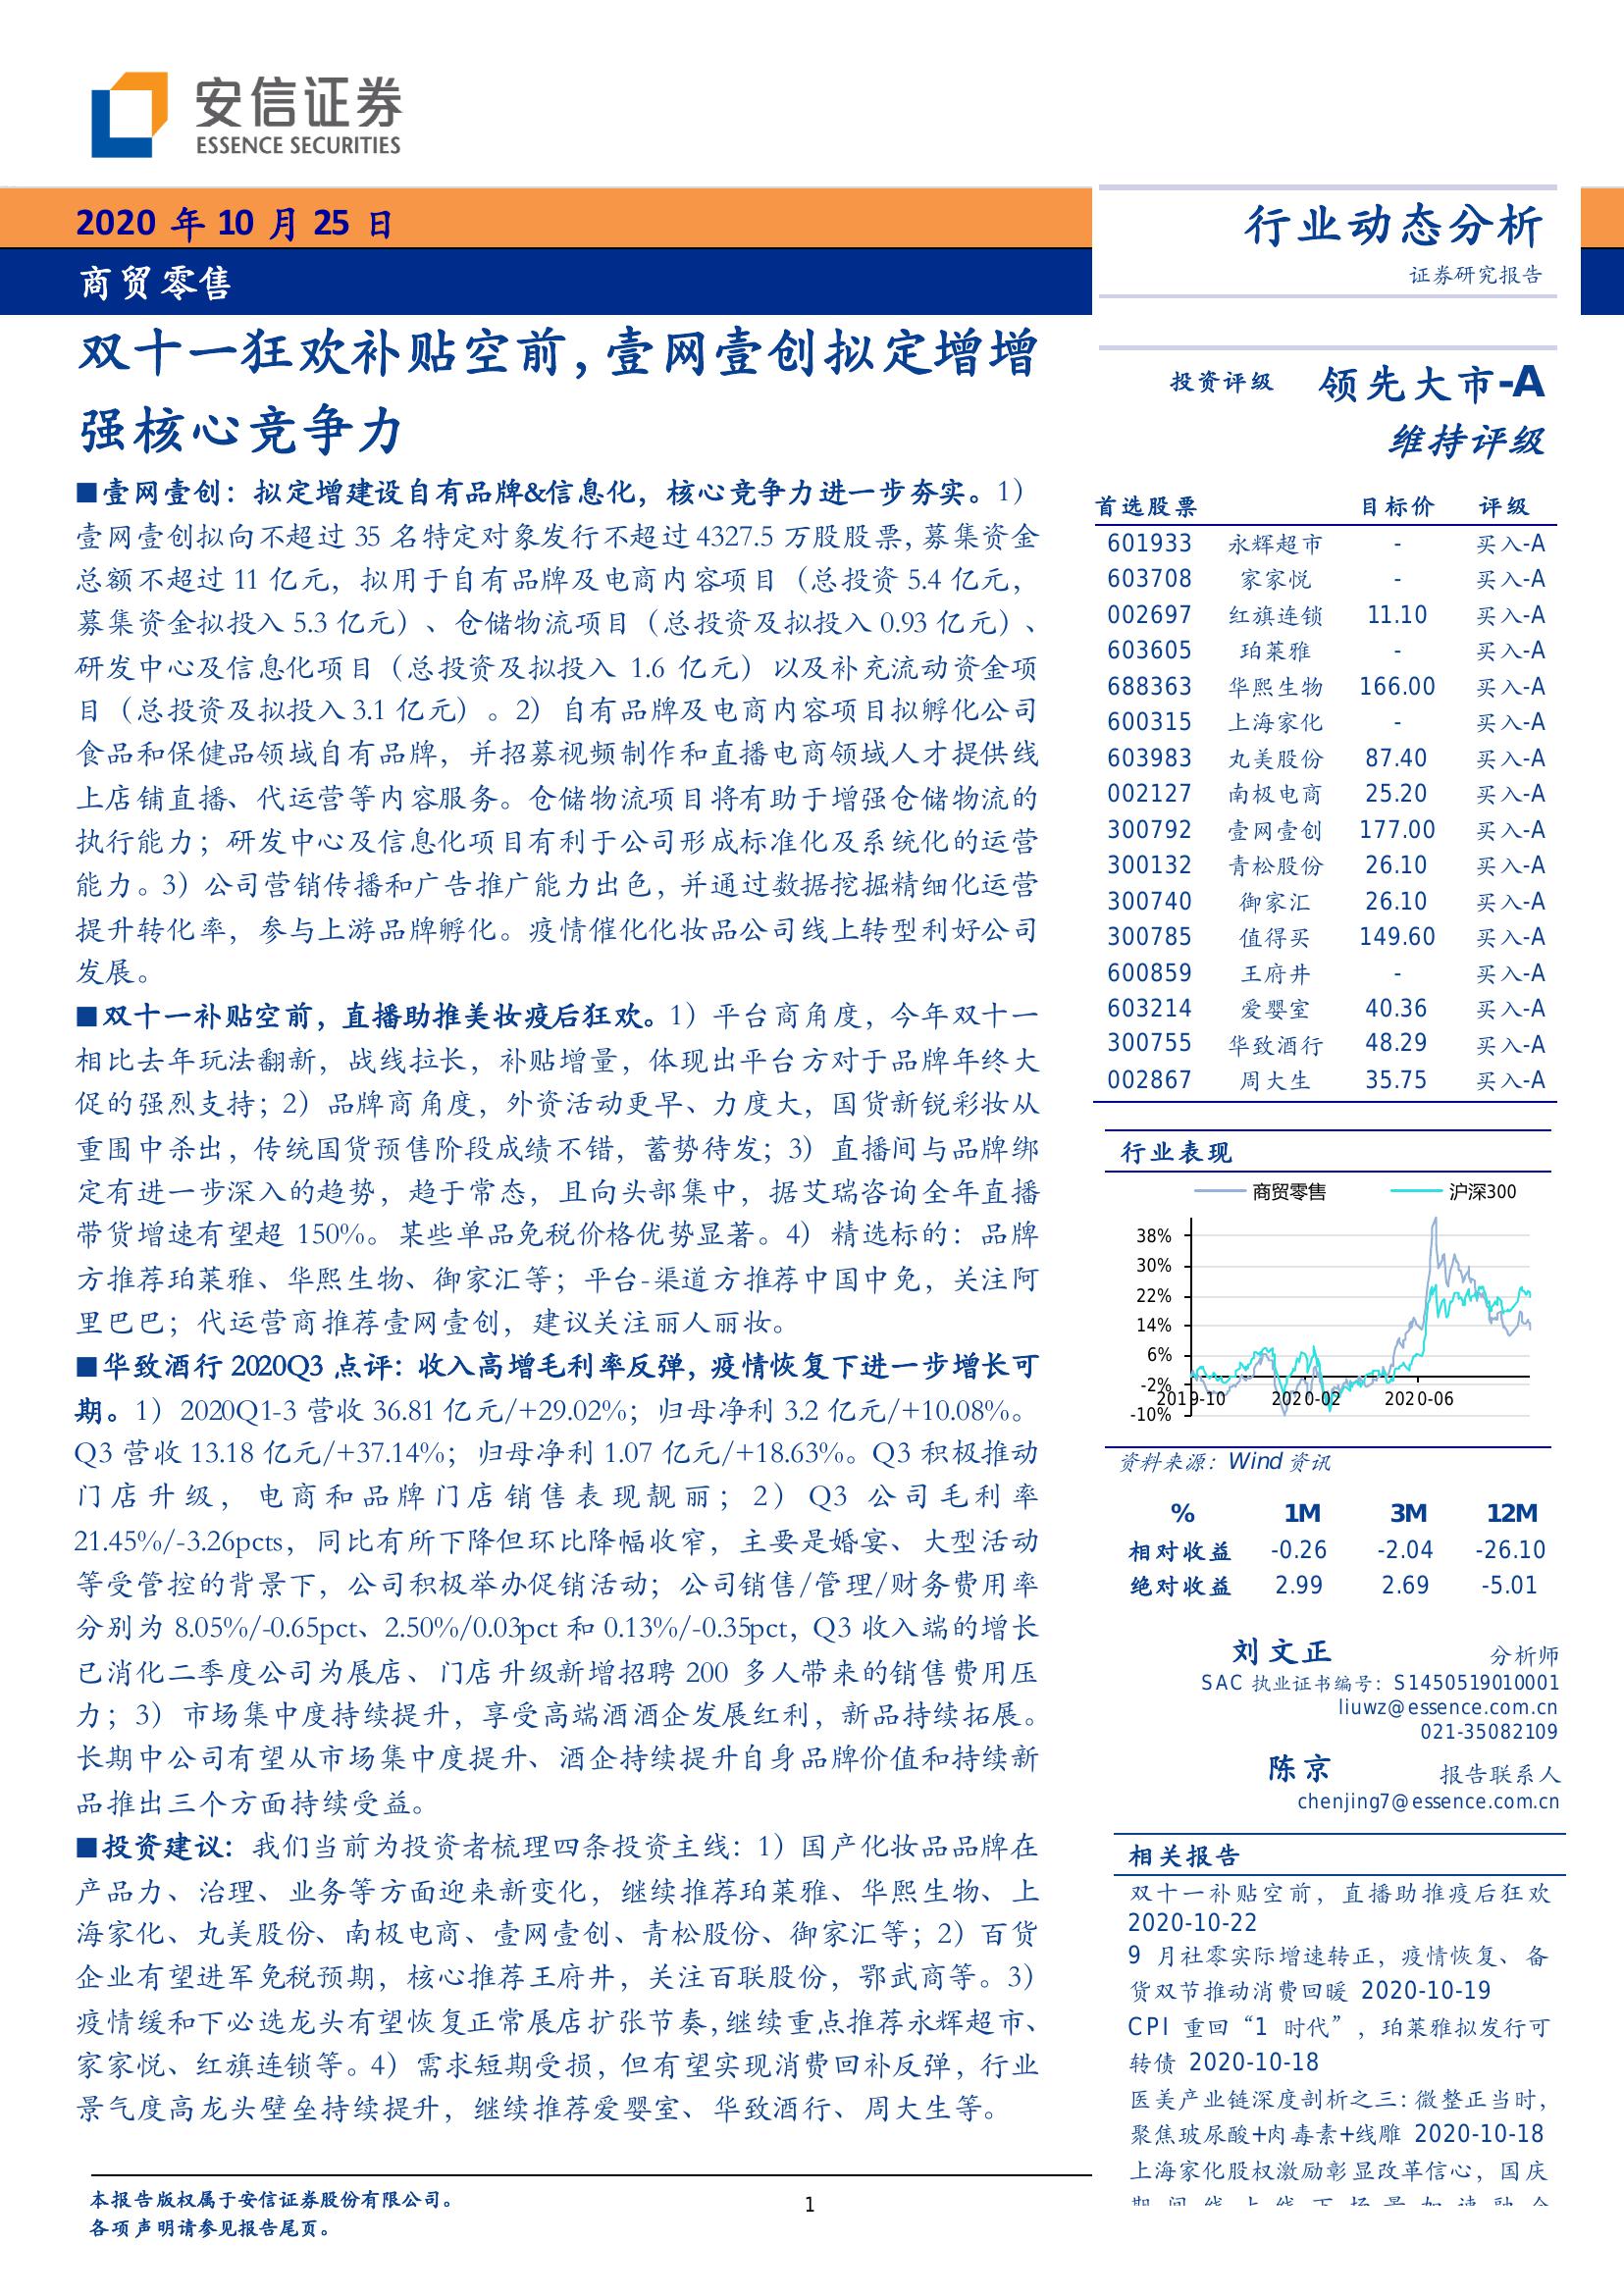 安信证券
ESSENCE SECURITIES
2020 年 10 月 25 日
商贸零售
双十一狂欢补贴空前，壹网壹创拟定增增
强核心竞争力
■壹网壹创：拟定增建设自有品牌&信息化，核心竞争力进一步夯实。1）
壹网壹创拟向不超过 35 名特定对象发行不超过 4327.5 万股股票，募集资金
总额不超过 11 亿元，拟用于自有品牌及电商内容项目（总投资 5.4 亿元，
募集资金拟投入 5.3 亿元）、仓储物流项目（总投资及拟投入 0.93 亿元）、
研发中心及信息化项目（总投资及拟投入 1.6 亿元）以及补充流动资金项
目（总投资及拟投入 3.1 亿元）。2）自有品牌及电商内容项目拟孵化公司
食品和保健品领域自有品牌，并招募视频制作和直播电商领域人才提供线
上店铺直播、代运营等内容服务。仓储物流项目将有助于增强仓储物流的
执行能力；研发中心及信息化项目有利于公司形成标准化及系统化的运营
能力。3）公司营销传播和广告推广能力出色，并通过数据挖掘精细化运营
提升转化率，参与上游品牌孵化。疫情催化化妆品公司线上转型利好公司
发展。
■双十一补贴空前，直播助推美妆疫后狂欢。1）平台商角度，今年双十一
相比去年玩法翻新，战线拉长，补贴增量，体现出平台方对于品牌年终大
促的强烈支持；2）品牌商角度，外资活动更早、力度大，国货新锐彩妆从
重围中杀出，传统国货预售阶段成绩不错，蓄势待发；3）直播间与品牌绑
定有进一步深入的趋势，趋于常态，且向头部集中，据艾瑞咨询全年直播
带货增速有望超 150%。某些单品免税价格优势显著。4）精选标的：品牌
方推荐珀莱雅、华熙生物、御家汇等；平台-渠道方推荐中国中免，关注阿
里巴巴；代运营商推荐壹网壹创，建议关注丽人丽妆。
■华致酒行 2020Q3 点评：收入高增毛利率反弹，疫情恢复下进一步增长可
期。1）2020Q1-3 营收 36.81 亿元/+29.02%；归母净利 3.2 亿元/+10.08%。
Q3 营收 13.18 亿元/+37.14%；归母净利 1.07 亿元/+18.63%。Q3 积极推动
门店升级，电商和品牌门店销售表现靓丽；2）Q3 公司毛利率
21.45%/-3.26pcts，同比有所下降但环比降幅收窄，主要是婚宴、大型活动
等受管控的背景下，公司积极举办促销活动；公司销售/管理/财务费用率
分别为 8.05%/-0.65pct、2.50%/0.03pct 和 0.13%/-0.35pct，Q3 收入端的增长
已消化二季度公司为展店、门店升级新增招聘 200 多人带来的销售费用压
力；3）市场集中度持续提升，享受高端酒酒企发展红利，新品持续拓展。
长期中公司有望从市场集中度提升、酒企持续提升自身品牌价值和持续新
品推出三个方面持续受益。
■投资建议：我们当前为投资者梳理四条投资主线：1）国产化妆品品牌在
产品力、治理、业务等方面迎来新变化，继续推荐珀莱雅、华熙生物、上
海家化、丸美股份、南极电商、壹网壹创、青松股份、御家汇等；2）百货
企业有望进军免税预期，核心推荐王府井，关注百联股份，鄂武商等。3）
疫情缓和下必选龙头有望恢复正常展店扩张节奏，继续重点推荐永辉超市、
家家悦、红旗连锁等。4）需求短期受损，但有望实现消费回补反弹，行业
景气度高龙头壁垒持续提升，继续推荐爱婴室、华致酒行、周大生等。
行业动态分析
证券研究报告
投资评级 领先大市-A
维持评级
首选股票 目标价 评级
601933 永辉超市 - 买入-A
603708 家家悦 - 买入-A
002697 红旗连锁 11.10 买入-A
603605 珀莱雅 - 买入-A
688363 华熙生物 166.00 买入-A
600315 上海家化 - 买入-A
603983 丸美股份 87.40 买入-A
002127 南极电商 25.20 买入-A
300792 壹网壹创 177.00 买入-A
300132 青松股份 26.10 买入-A
300740 御家汇 26.10 买入-A
300785 值得买 149.60 买入-A
600859 王府井 - 买入-A
603214 爱婴室 40.36 买入-A
300755 华致酒行 48.29 买入-A
002867 周大生 35.75 买入-A
行业表现
商贸零售 沪深300
38%
30%
22%
14%
6%
-2%
-10%
2019-10 2020-02 2020-06
资料来源：Wind 资讯
% 1M 3M 12M
相对收益 -0.26 -2.04 -26.10
绝对收益 2.99 2.69 -5.01
刘文正 分析师
SAC 执业证书编号：S1450519010001
liuwz@essence.com.cn
021-35082109
陈京 报告联系人
chenjing7@essence.com.cn
相关报告
双十一补贴空前，直播助推疫后狂欢
2020-10-22
9 月社零实际增速转正，疫情恢复、备
货双节推动消费回暖 2020-10-19
CPI 重回“1 时代”，珀莱雅拟发行可
转债 2020-10-18
医美产业链深度剖析之三：微整正当时，
聚焦玻尿酸+肉毒素+线雕 2020-10-18
上海家化股权激励彰显改革信心，国庆
期间线上线下场景加速融合
本报告版权属于安信证券股份有限公司。
各项声明请参见报告尾页。
1